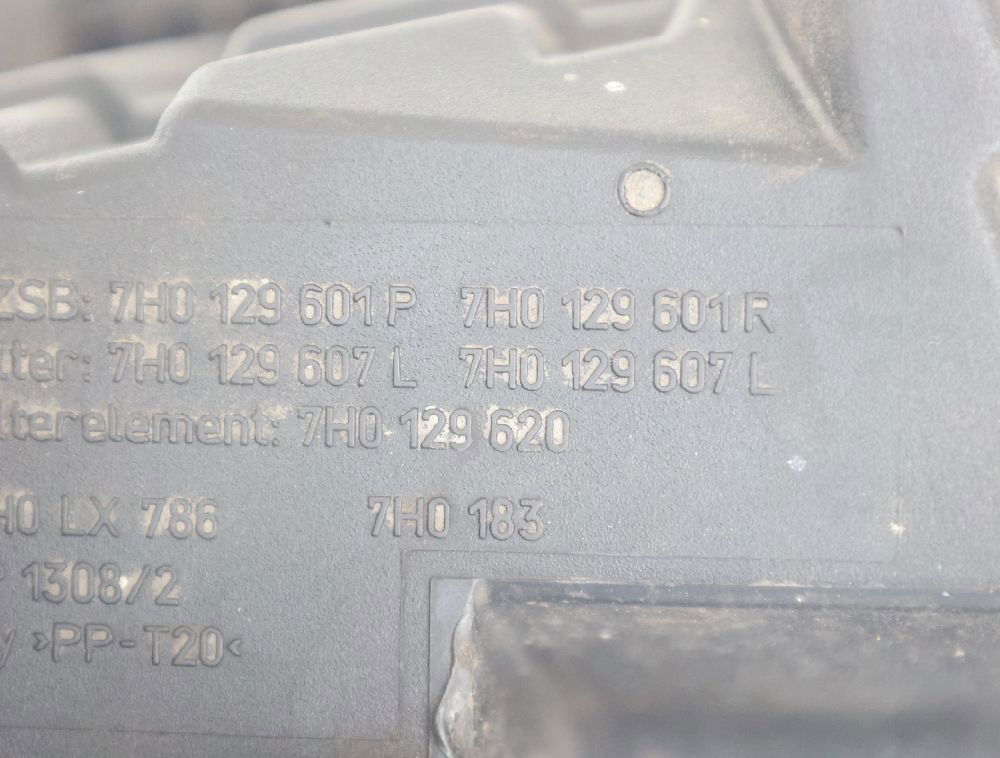 ZSB: 7H0 129 601 P 7H0 129 601 R
lter: 7H0 129 607 L 7H0 129 607 L
lterelement: 7H0 129 620
H0 LX 786 7H0 183
1308/2
y >PP-T20<